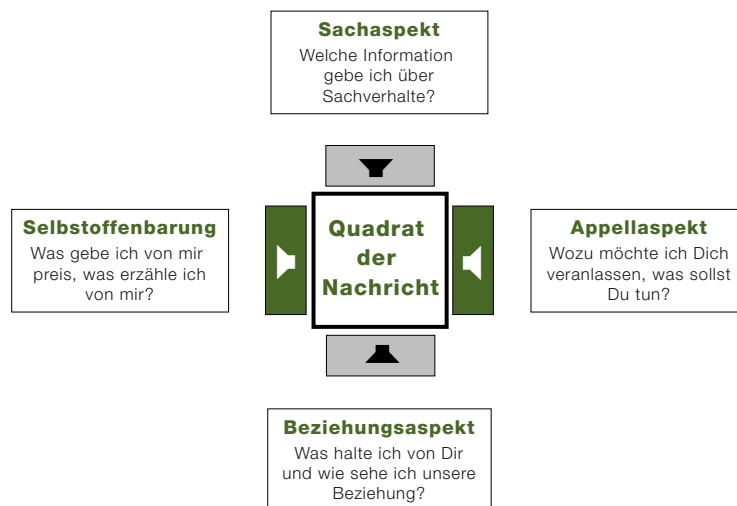 Sachaspekt
Welche Information
gebe ich über
Sachverhalte?
Selbstoffenbarung
Was gebe ich von mir
preis, was erzähle ich
von mir?
Quadrat
der
Nachricht
Appellaspekt
Wozu möchte ich Dich
veranlassen, was sollst
Du tun?
Beziehungsaspekt
Was halte ich von Dir
und wie sehe ich unsere
Beziehung?